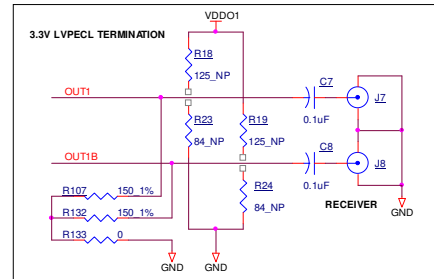 VDDO1
3.3V LVPECL TERMINATION
R18
125_NP
OUT1
C7
J7
0.1uF
R23
84_NP
R19
125_NP
OUT1B
C8
J8
0.1uF
R24
84_NP
R107 150_1%
R132 150_1%
R133 0
RECEIVER
GND
GND
GND